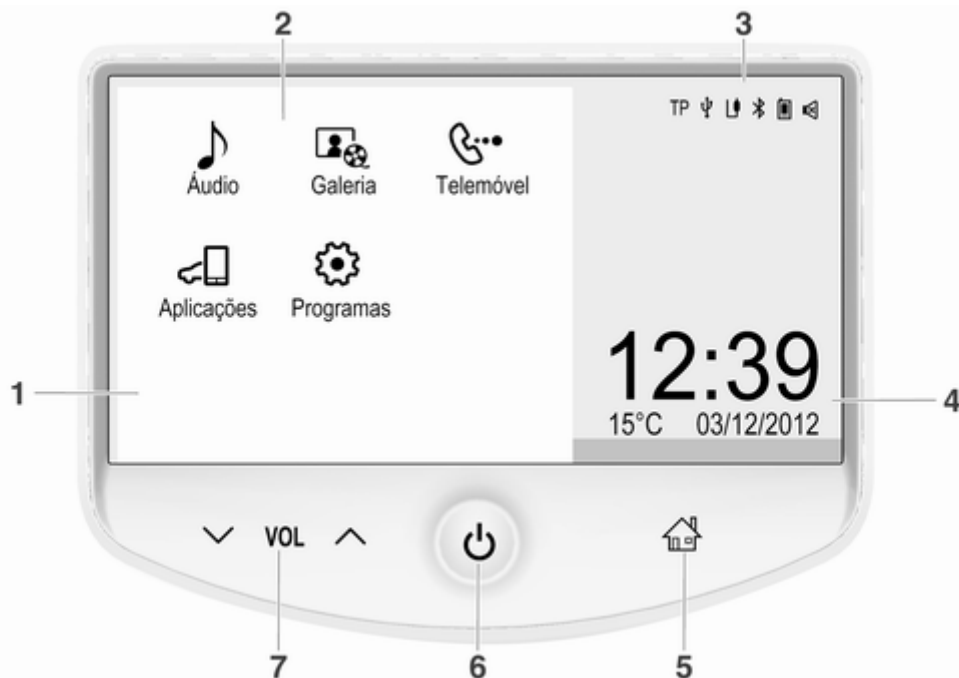 2
3
TP
Áudio
Galeria
Telemóvel
Aplicações
Programas
12:39
15°C 03/12/2012
1
4
VOL
7
6
5